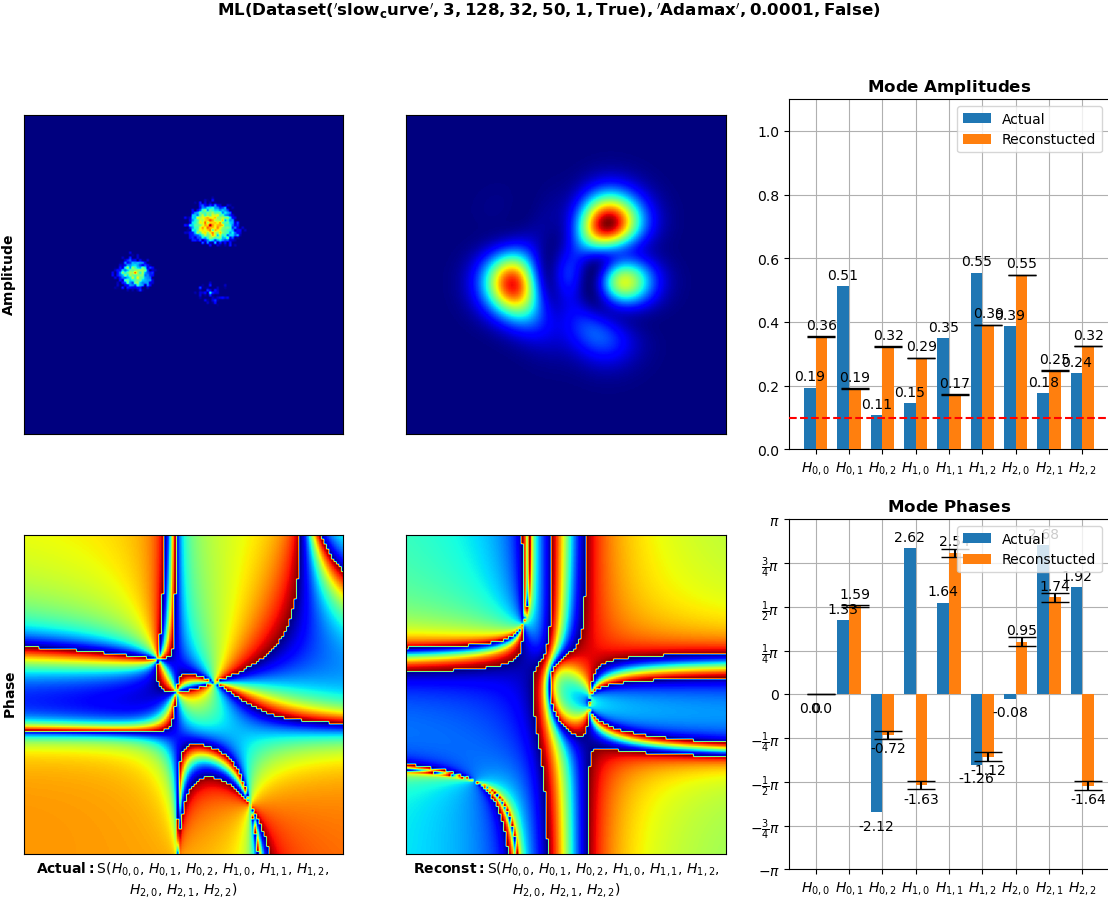 ML(Dataset('slow_curve', 3, 128, 32, 50, 1, True), 'Adamax', 0.0001, False)
Mode Amplitudes
Amplitude
1.0
0.8
0.6
0.4
0.2
0.0
Actual
Reconstucted
0.19
0.36
0.51
0.19
0.11
0.32
0.15
0.29
0.35
0.17
0.55
0.39
0.39
0.55
0.18
0.25
0.24
0.32
H0,0 H0,1 H0,2 H1,0 H1,1 H1,2 H2,0 H2,1 H2,2
Mode Phases
Phase
π
3/4π
1/2π
1/4π
0
−1/4π
−1/2π
−3/4π
−π
Actual
Reconstucted
0.0
0.0
1.33
1.59
-2.12
-0.72
2.62
-1.63
1.64
-1.26
-1.12
-0.08
0.95
1.74
1.92
-1.64
H0,0 H0,1 H0,2 H1,0 H1,1 H1,2 H2,0 H2,1 H2,2
Actual: S(H0,0, H0,1, H0,2, H1,0, H1,1, H1,2,
H2,0, H2,1, H2,2)
Reconst: S(H0,0, H0,1, H0,2, H1,0, H1,1, H1,2,
H2,0, H2,1, H2,2)